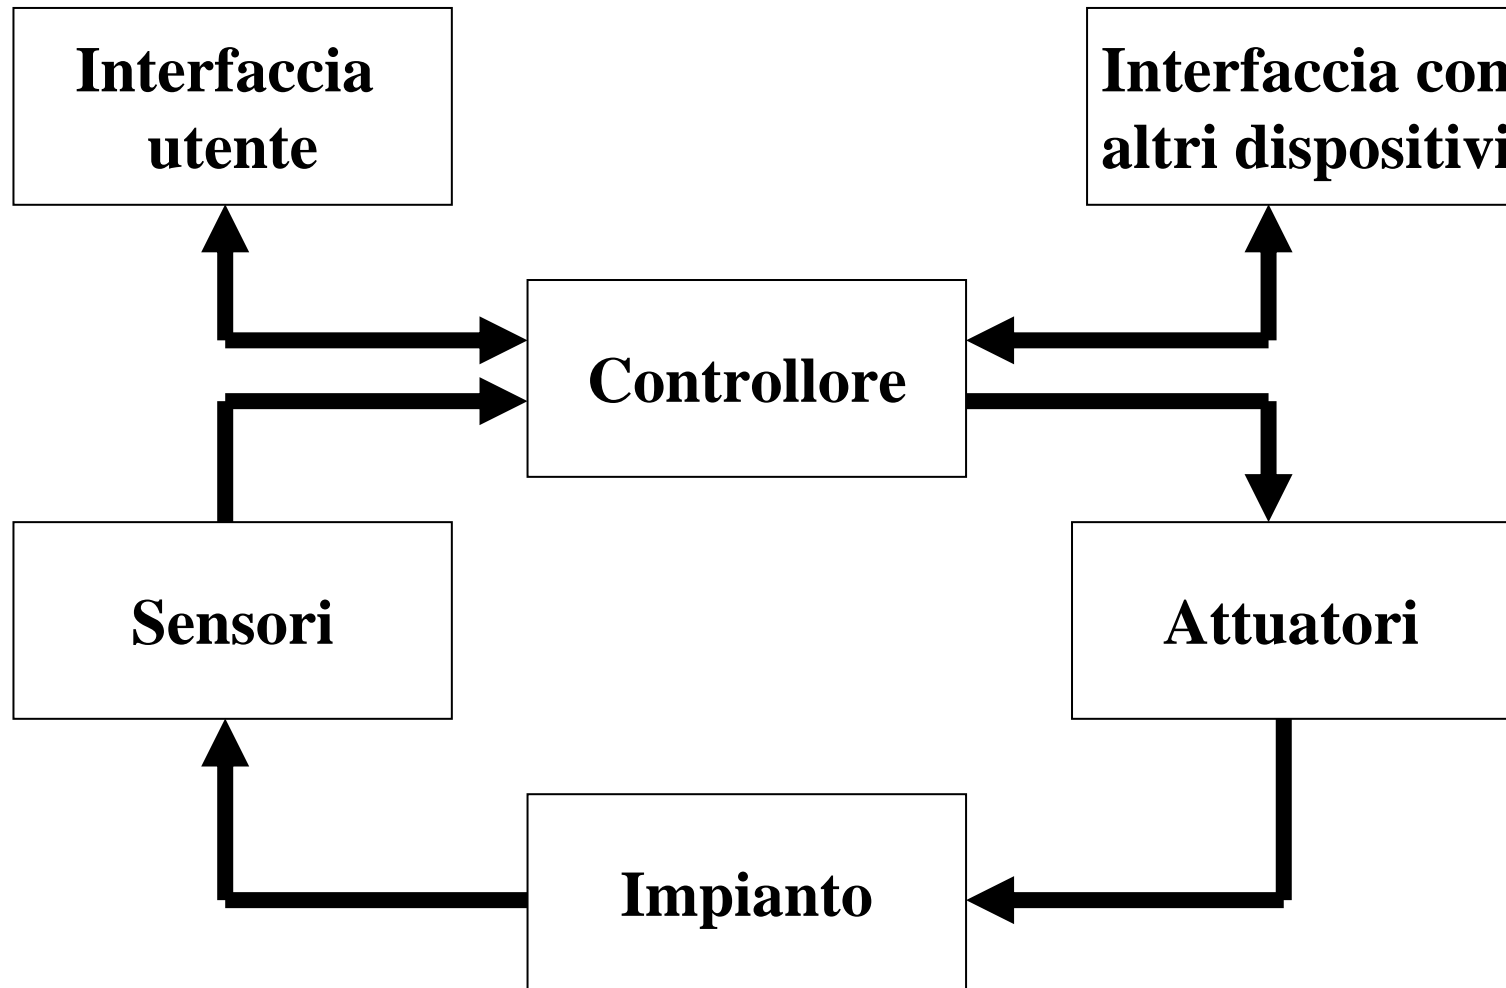 Interfaccia
utente
Interfaccia con
altri dispositivi
Controllore
Sensori
Attuatori
Impianto